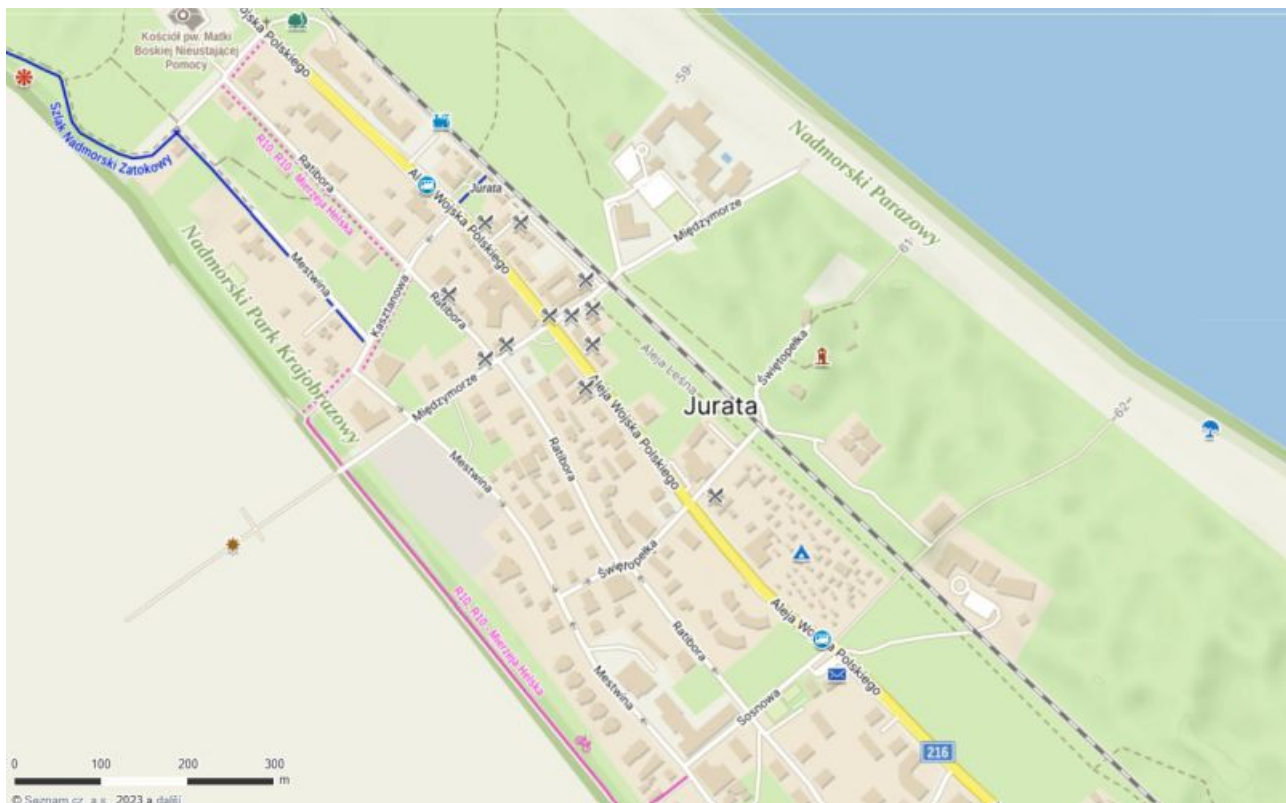 Wojska Polskiego
Kościół pw. Matki
Boskiej Nieustającej
Pomocy
-59-
Nadmorski Parazowy
Szlak Nadmorski Zatokowy
R10, R10 - Mierzeja Helska
Ratibora
Aleja Wojska Polskiego
Jurata
Międzymorze
-61-
Mestwina
Kasztanowa
Ratibora
Nadmorski Park Krajobrazowy
Aleja Leśna
Świętopełka
Międzymorze
Aleja Wojska Polskiego
Jurata
-62-
Mestwina
Ratibora
Świętopełka
R10, R10 - Mierzeja Helska
Aleja Wojska Polskiego
Ratibora
Mestwina
Sosnowa
216
0 100 200 300
m
© Seznam.cz, a.s., 2023 a další